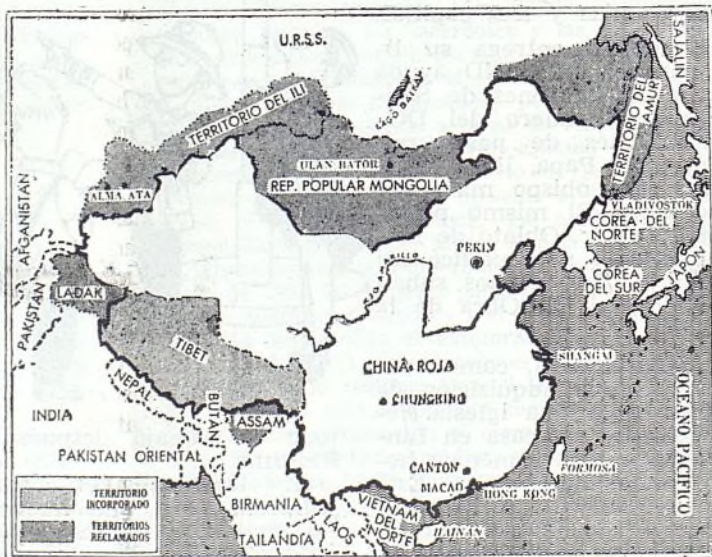 U.R.S.S.
SAJALIN
LAGO BAIKAL
TERRITORIO DEL ILI
TERRITORIO DEL AMUR
ULAN BATOR
REP. POPULAR MONGOLIA
ALMA ATA
VLADIVOSTOK
COREA DEL NORTE
AFGANISTAN
PEKIN
RIO AMARILLO
LADAK
COREA DEL SUR
JAPON
PAKISTAN
TIBET
SHANGAI
CHINA ROJA
NEPAL
CHUNGKING
BUTAN
INDIA
ASSAM
OCEANO PACIFICO
PAKISTAN ORIENTAL
CANTON
FORMOSA
MACAO
HONG KONG
TERRITORIO INCORPORADO
BIRMANIA
VIETNAM DEL NORTE
TERRITORIOS RECLAMADOS
LAOS
HAINAN
TAILANDIA